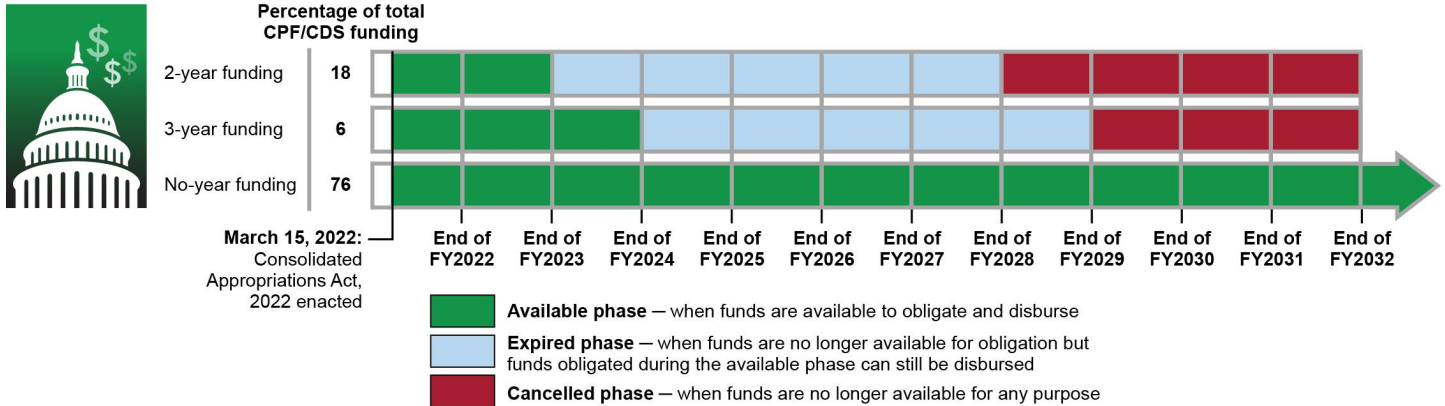 Percentage of total
CPF/CDS funding
2-year funding 18
3-year funding 6
No-year funding 76
March 15, 2022:
Consolidated
Appropriations Act,
2022 enacted
End of FY2022
End of FY2023
End of FY2024
End of FY2025
End of FY2026
End of FY2027
End of FY2028
End of FY2029
End of FY2030
End of FY2031
End of FY2032
Available phase — when funds are available to obligate and disburse
Expired phase — when funds are no longer available for obligation but
funds obligated during the available phase can still be disbursed
Cancelled phase — when funds are no longer available for any purpose
$ $ $